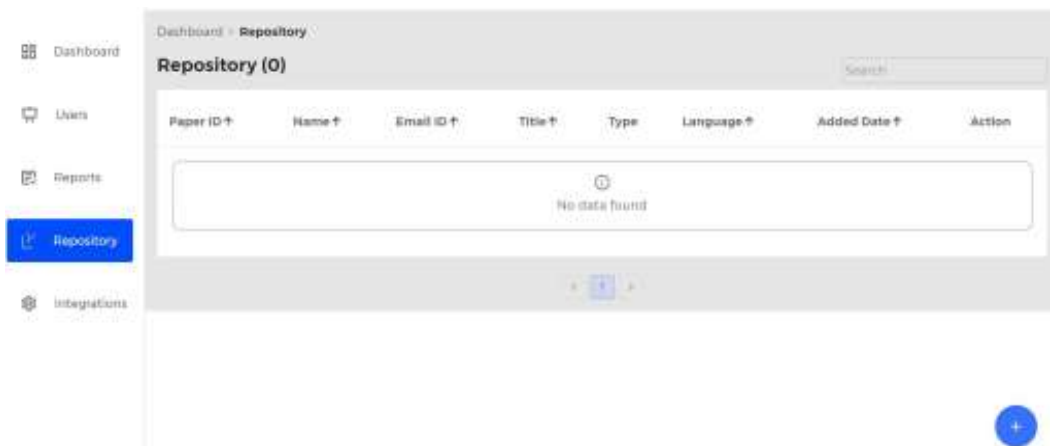 Dashboard
Users
Reports
Repository
Integrations
Dashboard › Repository
Repository (0)
Search
Paper ID↑ Name↑ Email ID↑ Title↑ Type Language↑ Added Date↑ Action
No data found
‹ 1 ›
+